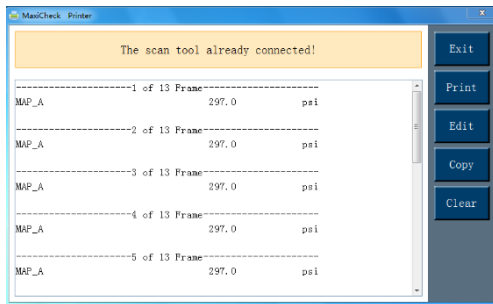 MaxiCheck Printer
x
The scan tool already connected!
Exit
Print
Edit
Copy
Clear
---------------------1 of 13 Frame---------------------
MAP_A 297.0 psi
---------------------2 of 13 Frame---------------------
MAP_A 297.0 psi
---------------------3 of 13 Frame---------------------
MAP_A 297.0 psi
---------------------4 of 13 Frame---------------------
MAP_A 297.0 psi
---------------------5 of 13 Frame---------------------
MAP_A 297.0 psi